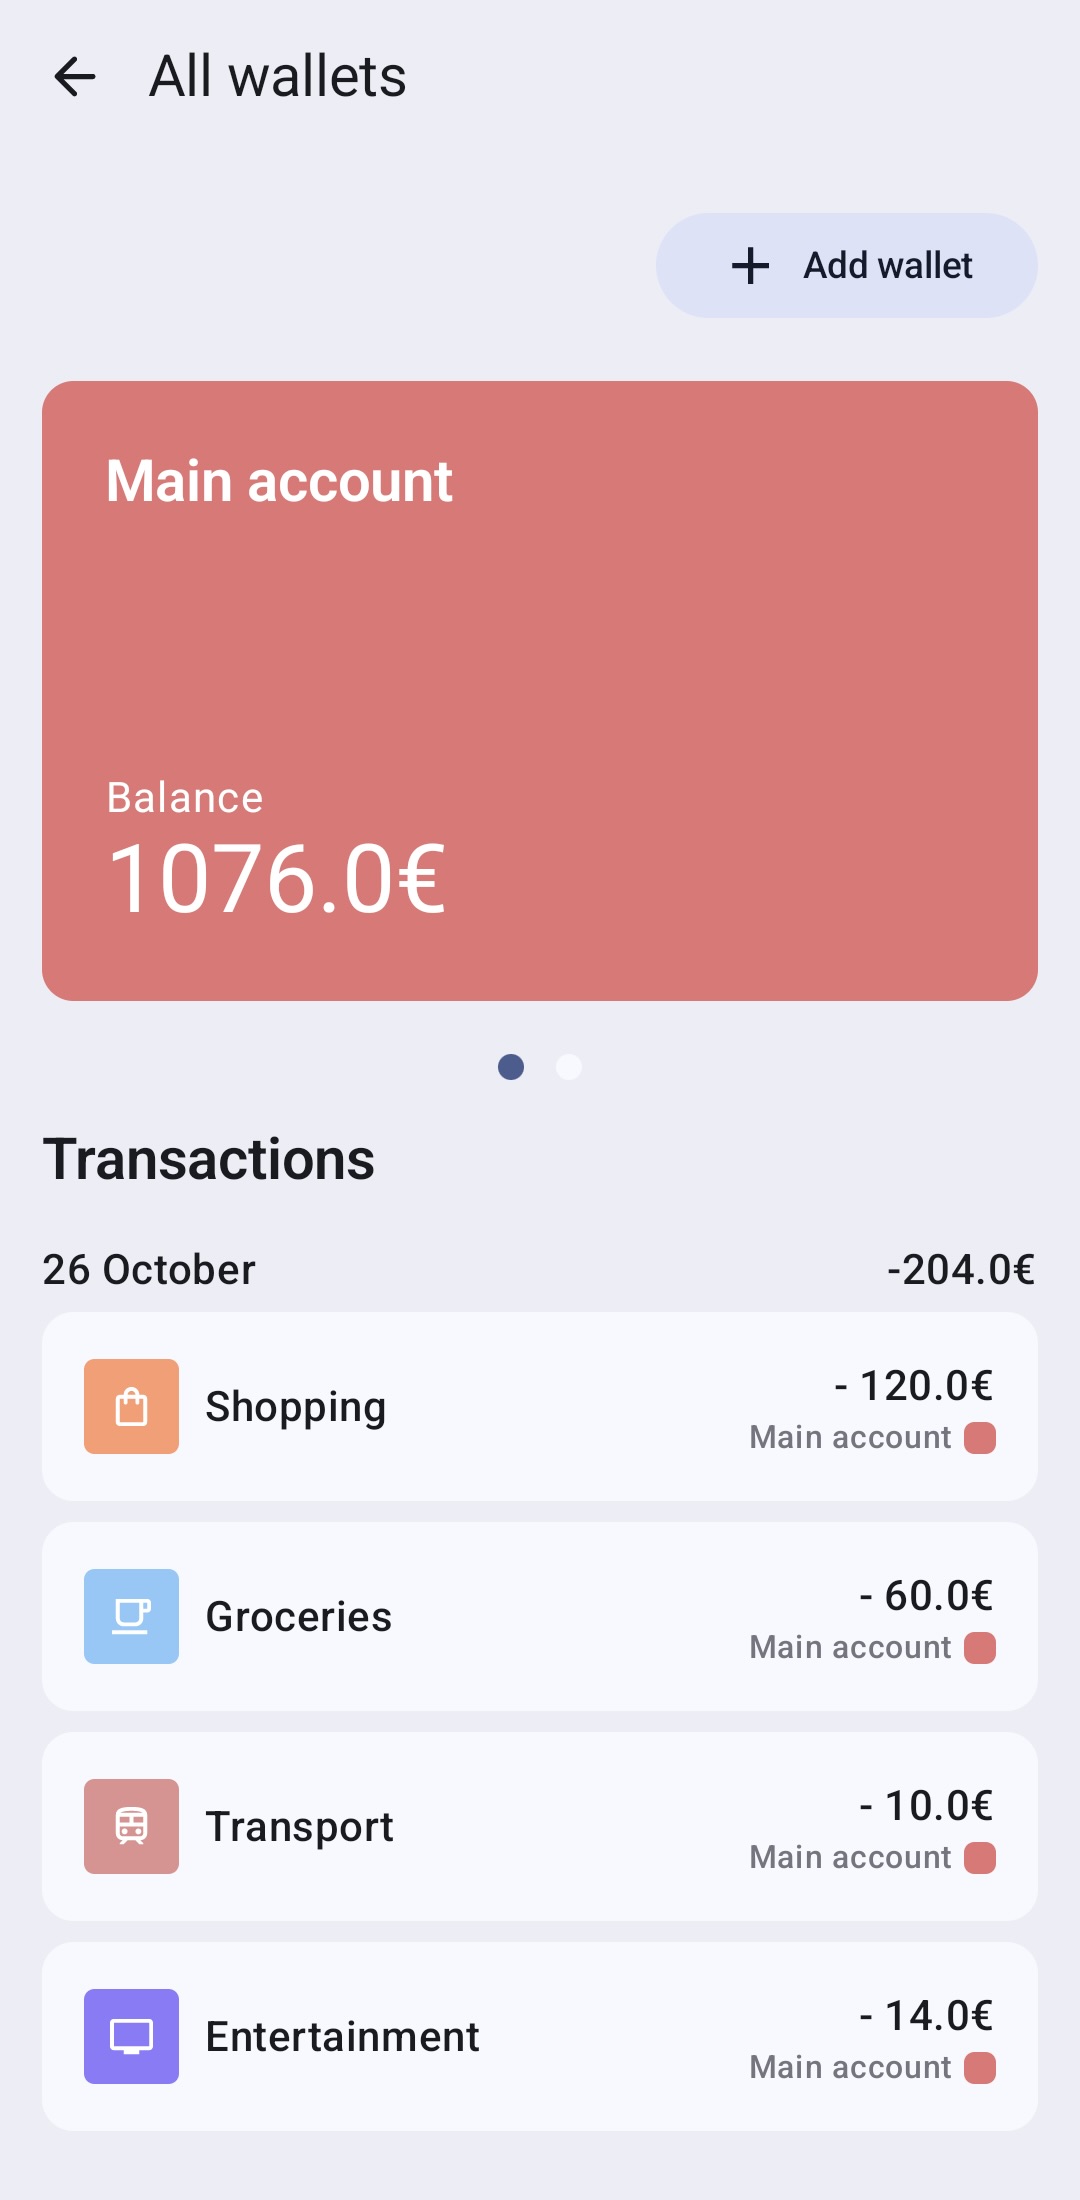 All wallets
Add wallet
Main account
Balance
1076.0€
Transactions
26 October -204.0€
Shopping - 120.0€
Main account
Groceries - 60.0€
Main account
Transport - 10.0€
Main account
Entertainment - 14.0€
Main account